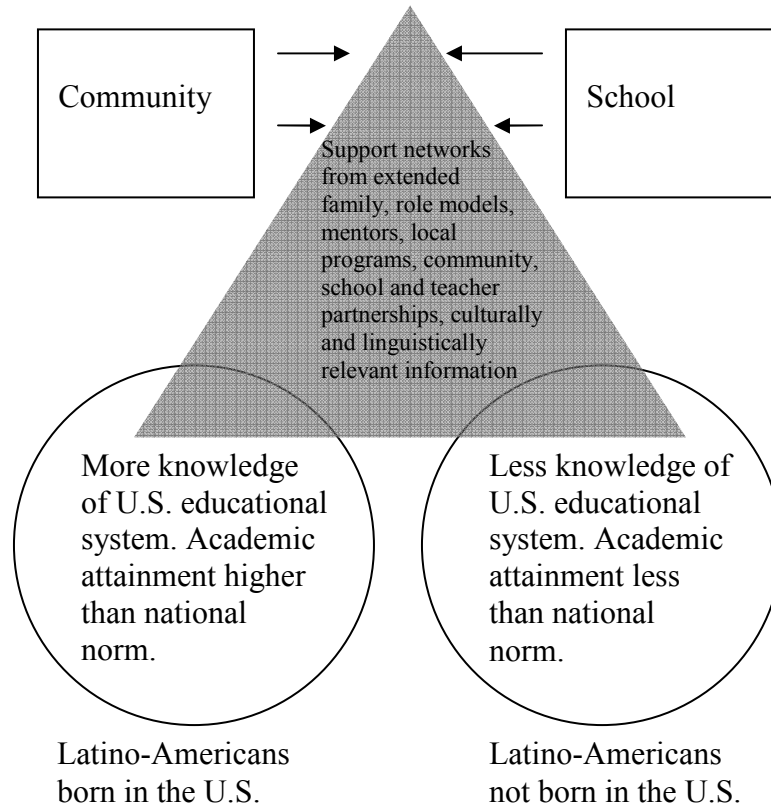 Community
School
Support networks
from extended
family, role models,
mentors, local
programs, community,
school and teacher
partnerships, culturally
and linguistically
relevant information
More knowledge
of U.S. educational
system. Academic
attainment higher
than national
norm.
Less knowledge of
U.S. educational
system. Academic
attainment less
than national
norm.
Latino-Americans
born in the U.S.
Latino-Americans
not born in the U.S.